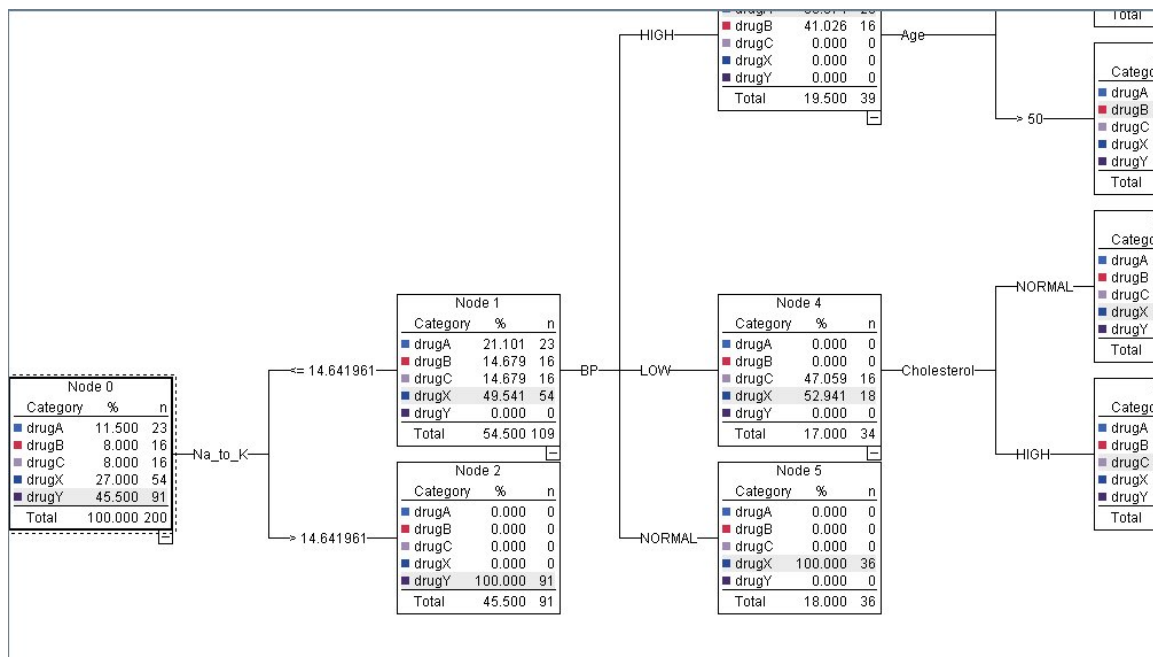 Node 0
Category % n
drugA 11.500 23
drugB 8.000 16
drugC 8.000 16
drugX 27.000 54
drugY 45.500 91
Total 100.000 200
Na_to_K
<= 14.641961
> 14.641961
Node 1
Category % n
drugA 21.101 23
drugB 14.679 16
drugC 14.679 16
drugX 49.541 54
drugY 0.000 0
Total 54.500 109
Node 2
Category % n
drugA 0.000 0
drugB 0.000 0
drugC 0.000 0
drugX 0.000 0
drugY 100.000 91
Total 45.500 91
BP
HIGH
LOW
NORMAL
drugB 41.026 16
drugC 0.000 0
drugX 0.000 0
drugY 0.000 0
Total 19.500 39
Node 4
Category % n
drugA 0.000 0
drugB 0.000 0
drugC 47.059 16
drugX 52.941 18
drugY 0.000 0
Total 17.000 34
Node 5
Category % n
drugA 0.000 0
drugB 0.000 0
drugC 0.000 0
drugX 100.000 36
drugY 0.000 0
Total 18.000 36
Age
> 50
Cholesterol
NORMAL
HIGH
Total
Catego
drugA
drugB
drugC
drugX
drugY
Total
Catego
drugA
drugB
drugC
drugX
drugY
Total
Catego
drugA
drugB
drugC
drugX
drugY
Total